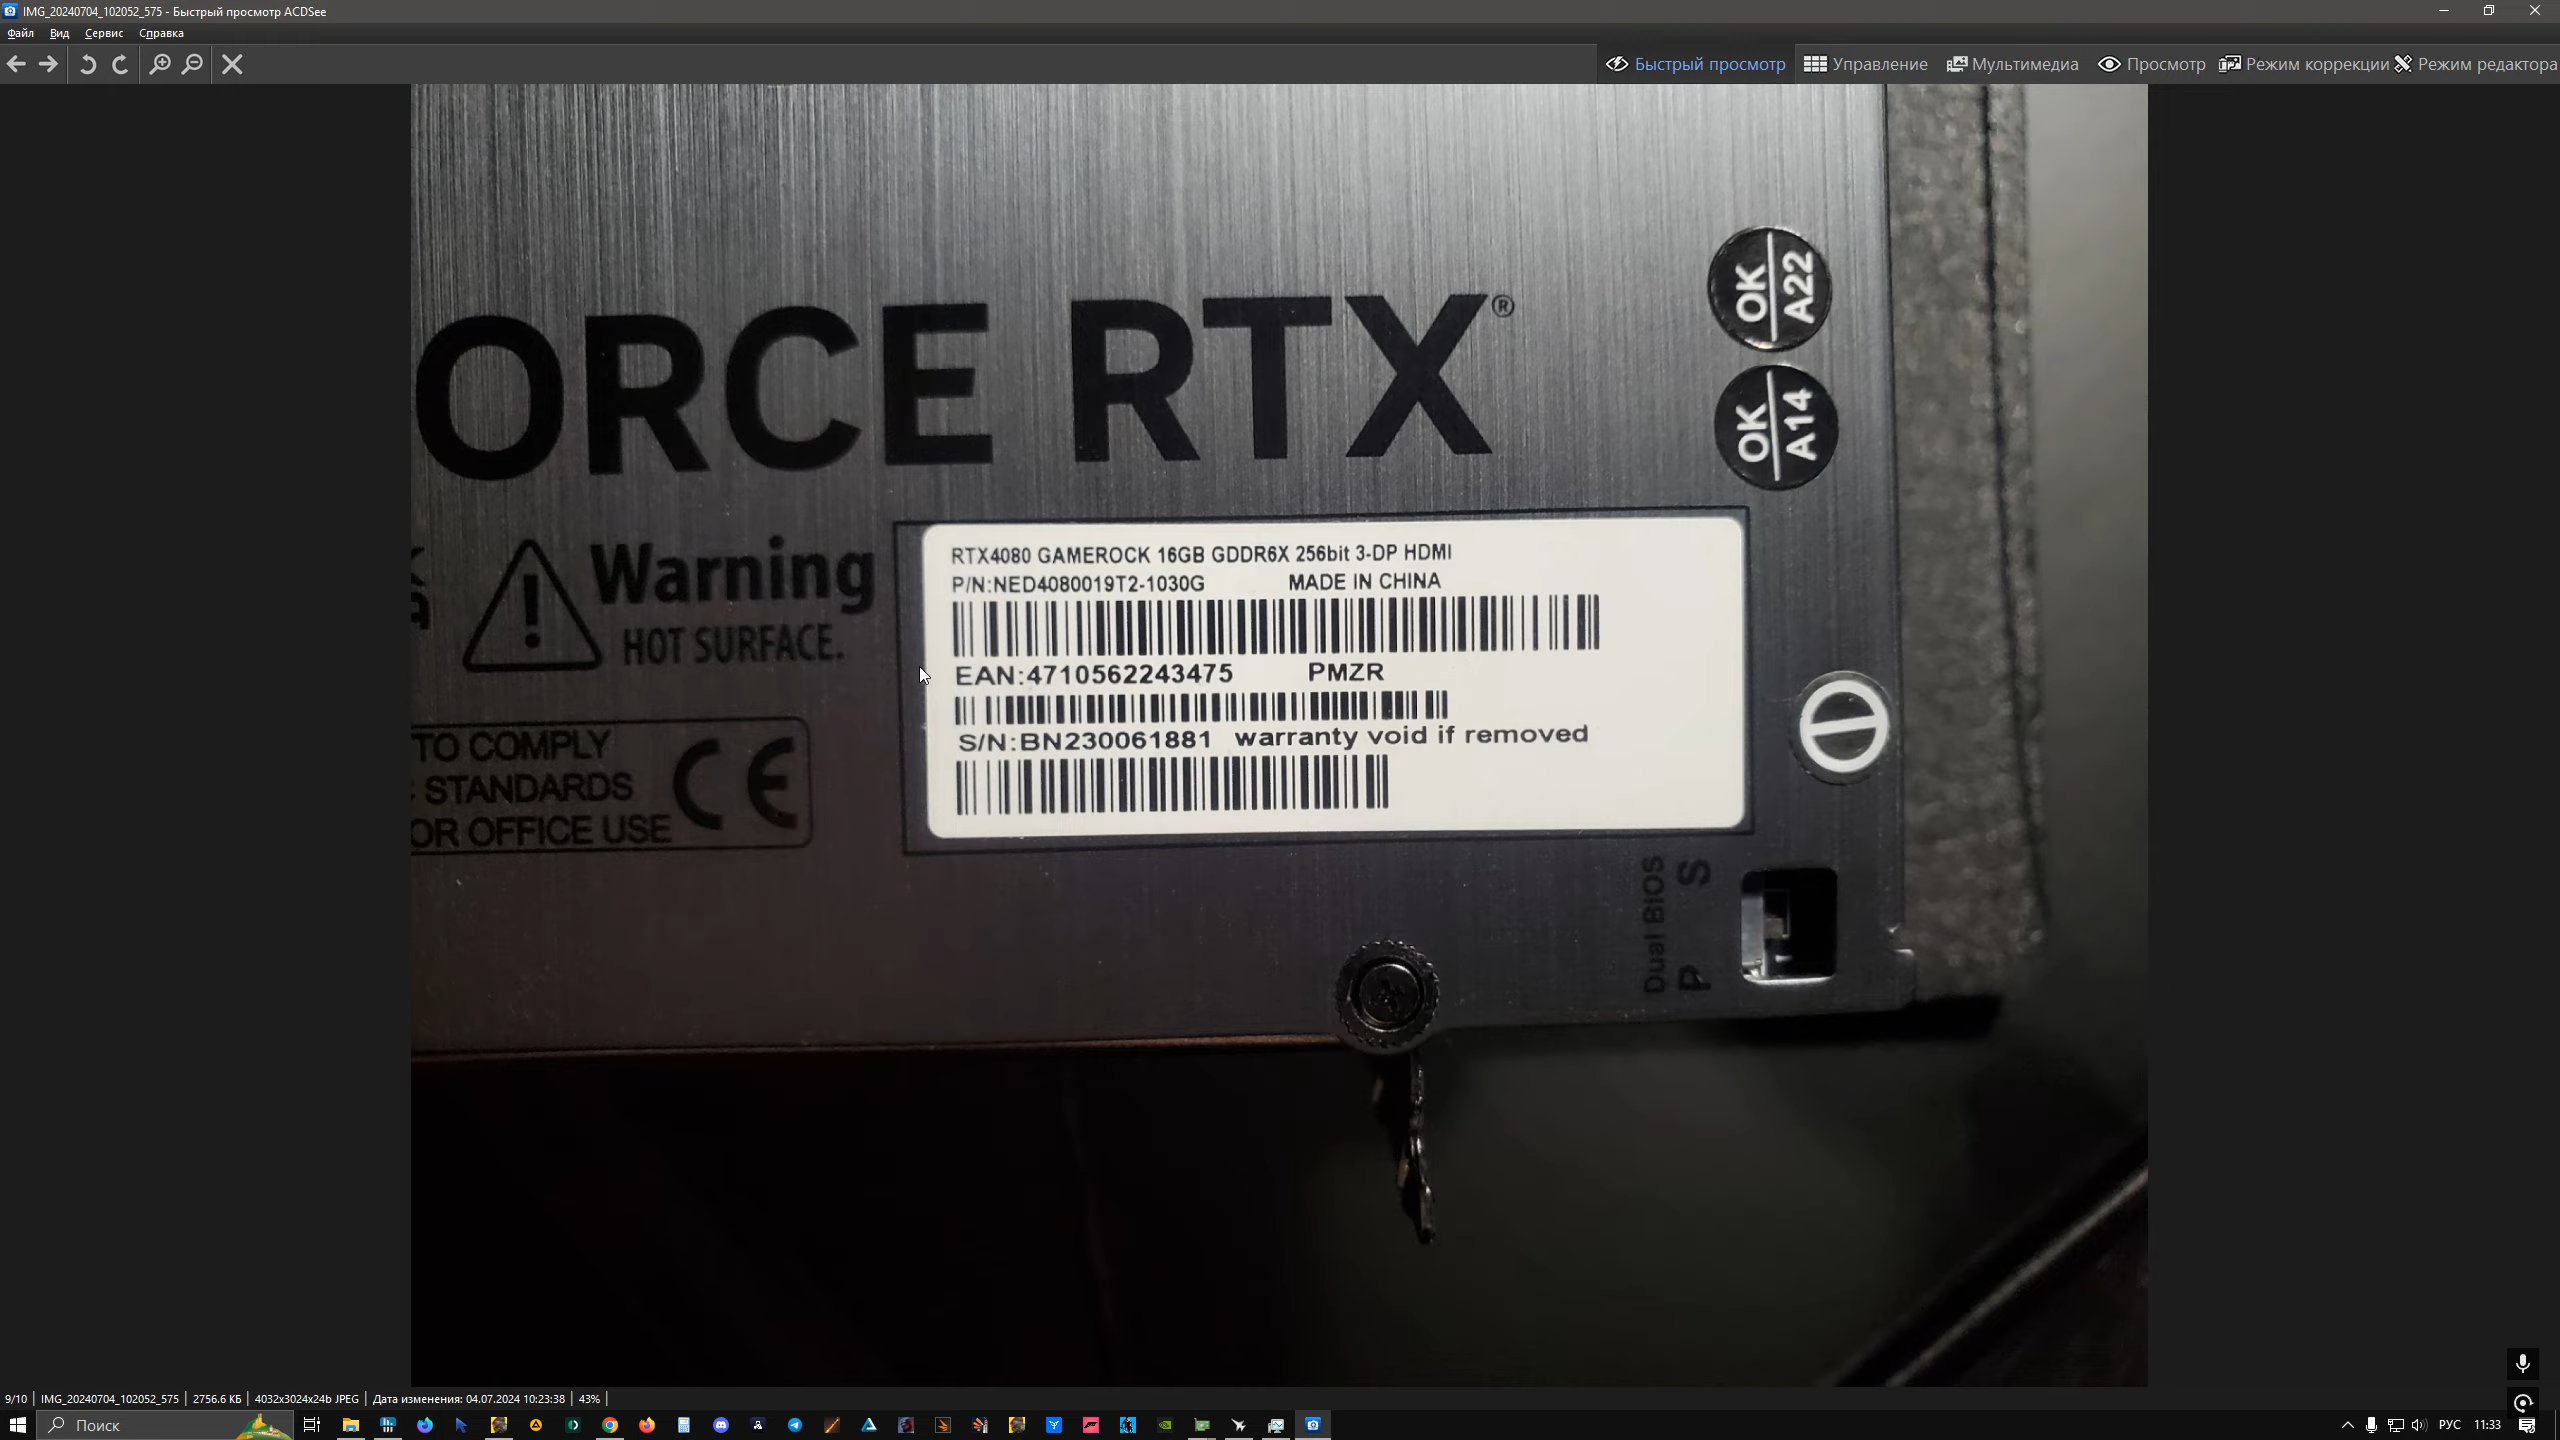 IMG_20240704_102052_575 - Быстрый просмотр ACDSee
Файл Вид Сервис Справка
Быстрый просмотр Управление Мультимедиа Просмотр Режим коррекции Режим редактора
ORCE RTX®
OK
A22
OK
A14
Warning
HOT SURFACE.
RTX4080 GAMEROCK 16GB GDDR6X 256bit 3-DP HDMI
P/N:NED4080019T2-1030G MADE IN CHINA
EAN:4710562243475 PMZR
S/N:BN230061881 warranty void if removed
TO COMPLY
STANDARDS
OR OFFICE USE
CE
Dual BIOS
P S
9/10 IMG_20240704_102052_575 2756.6 КБ 4032x3024x24b JPEG Дата изменения: 04.07.2024 10:23:38 43%
Поиск
РУС 11:33